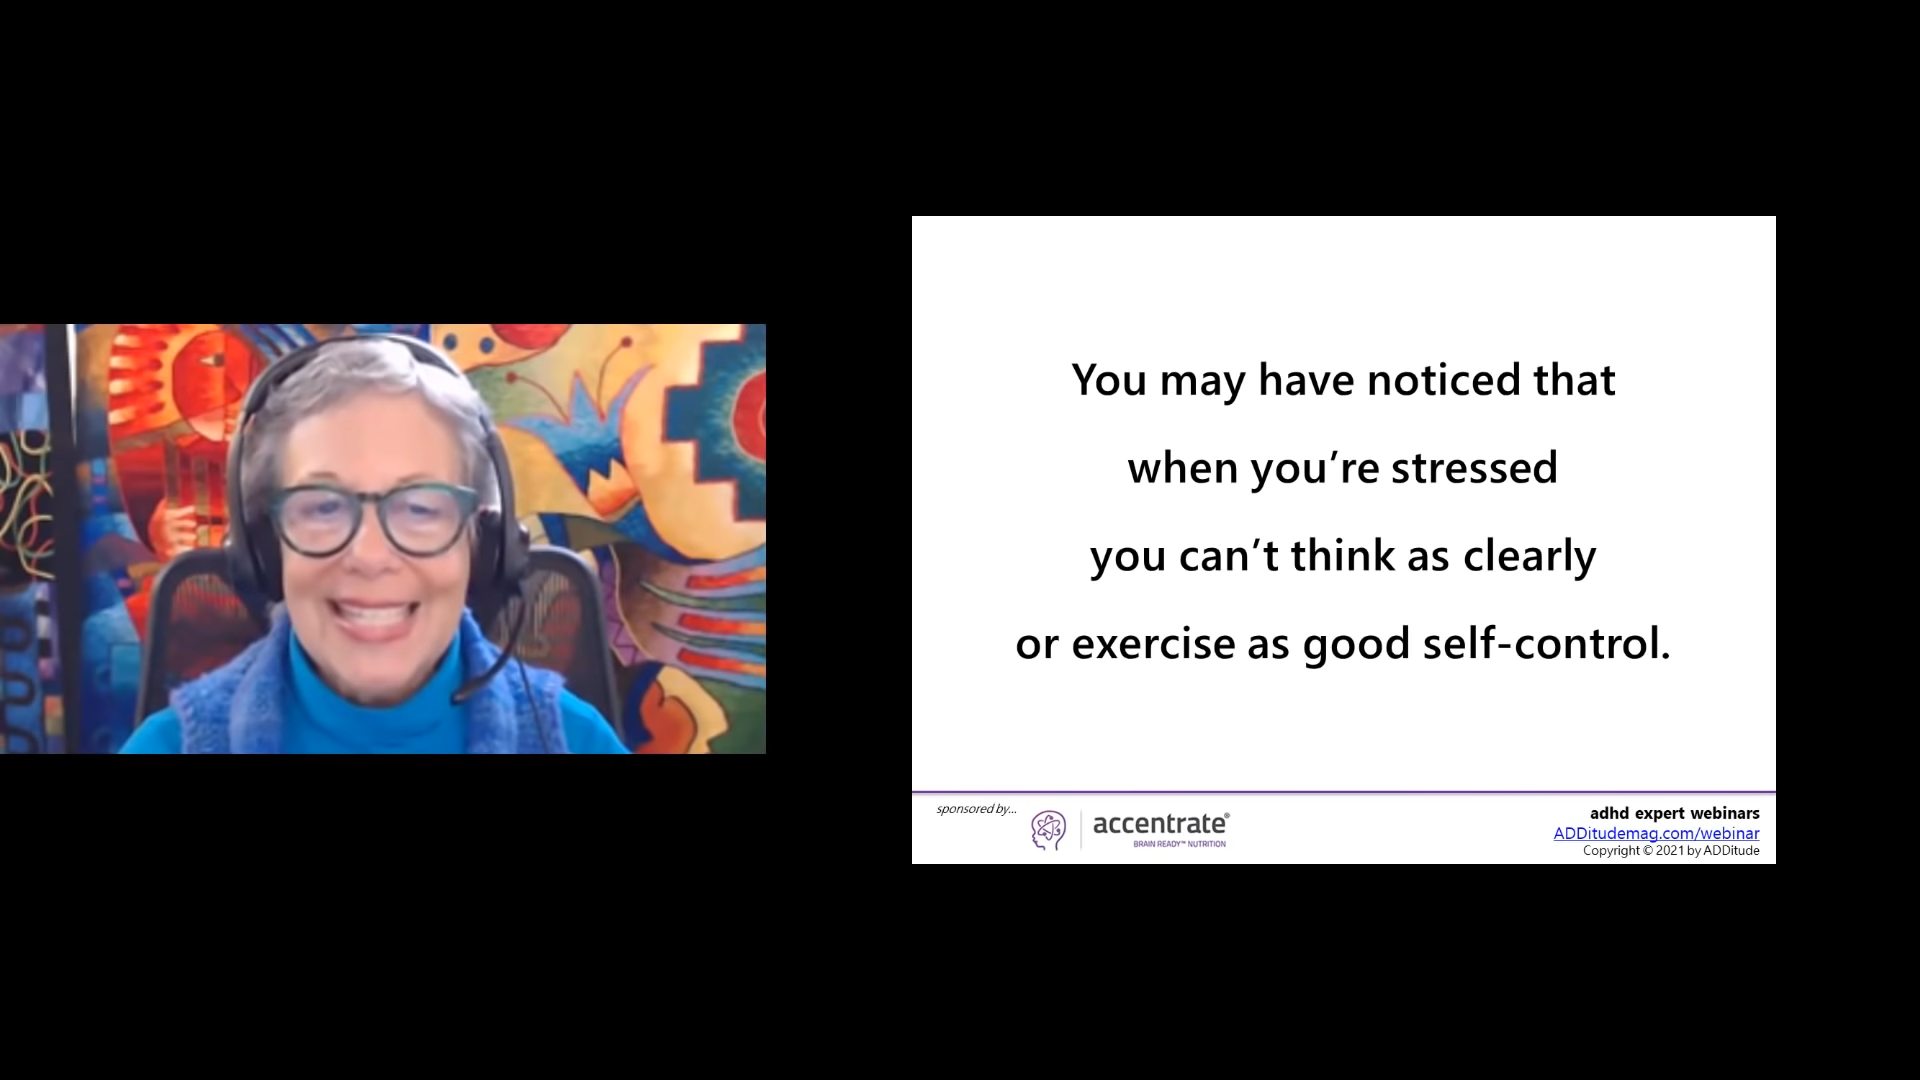 You may have noticed that
when you’re stressed
you can’t think as clearly
or exercise as good self-control.
sponsored by...
accentrate®
BRAIN READY™ NUTRITION
adhd expert webinars
ADDitudemag.com/webinar
Copyright © 2021 by ADDitude